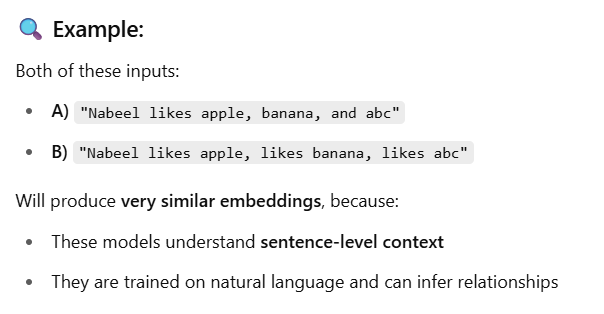 🔍 Example:
Both of these inputs:
• A) "Nabeel likes apple, banana, and abc"
• B) "Nabeel likes apple, likes banana, likes abc"
Will produce very similar embeddings, because:
• These models understand sentence-level context
• They are trained on natural language and can infer relationships